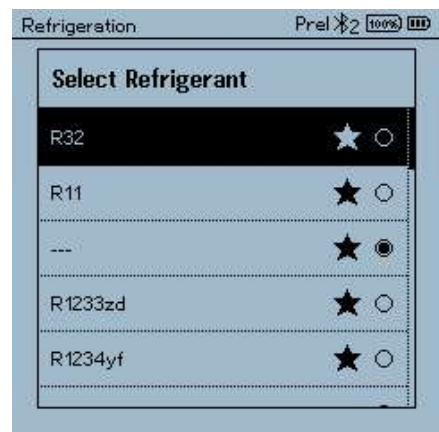 Refrigeration Prel 2 100%
Select Refrigerant
R32
R11
---
R1233zd
R1234yf